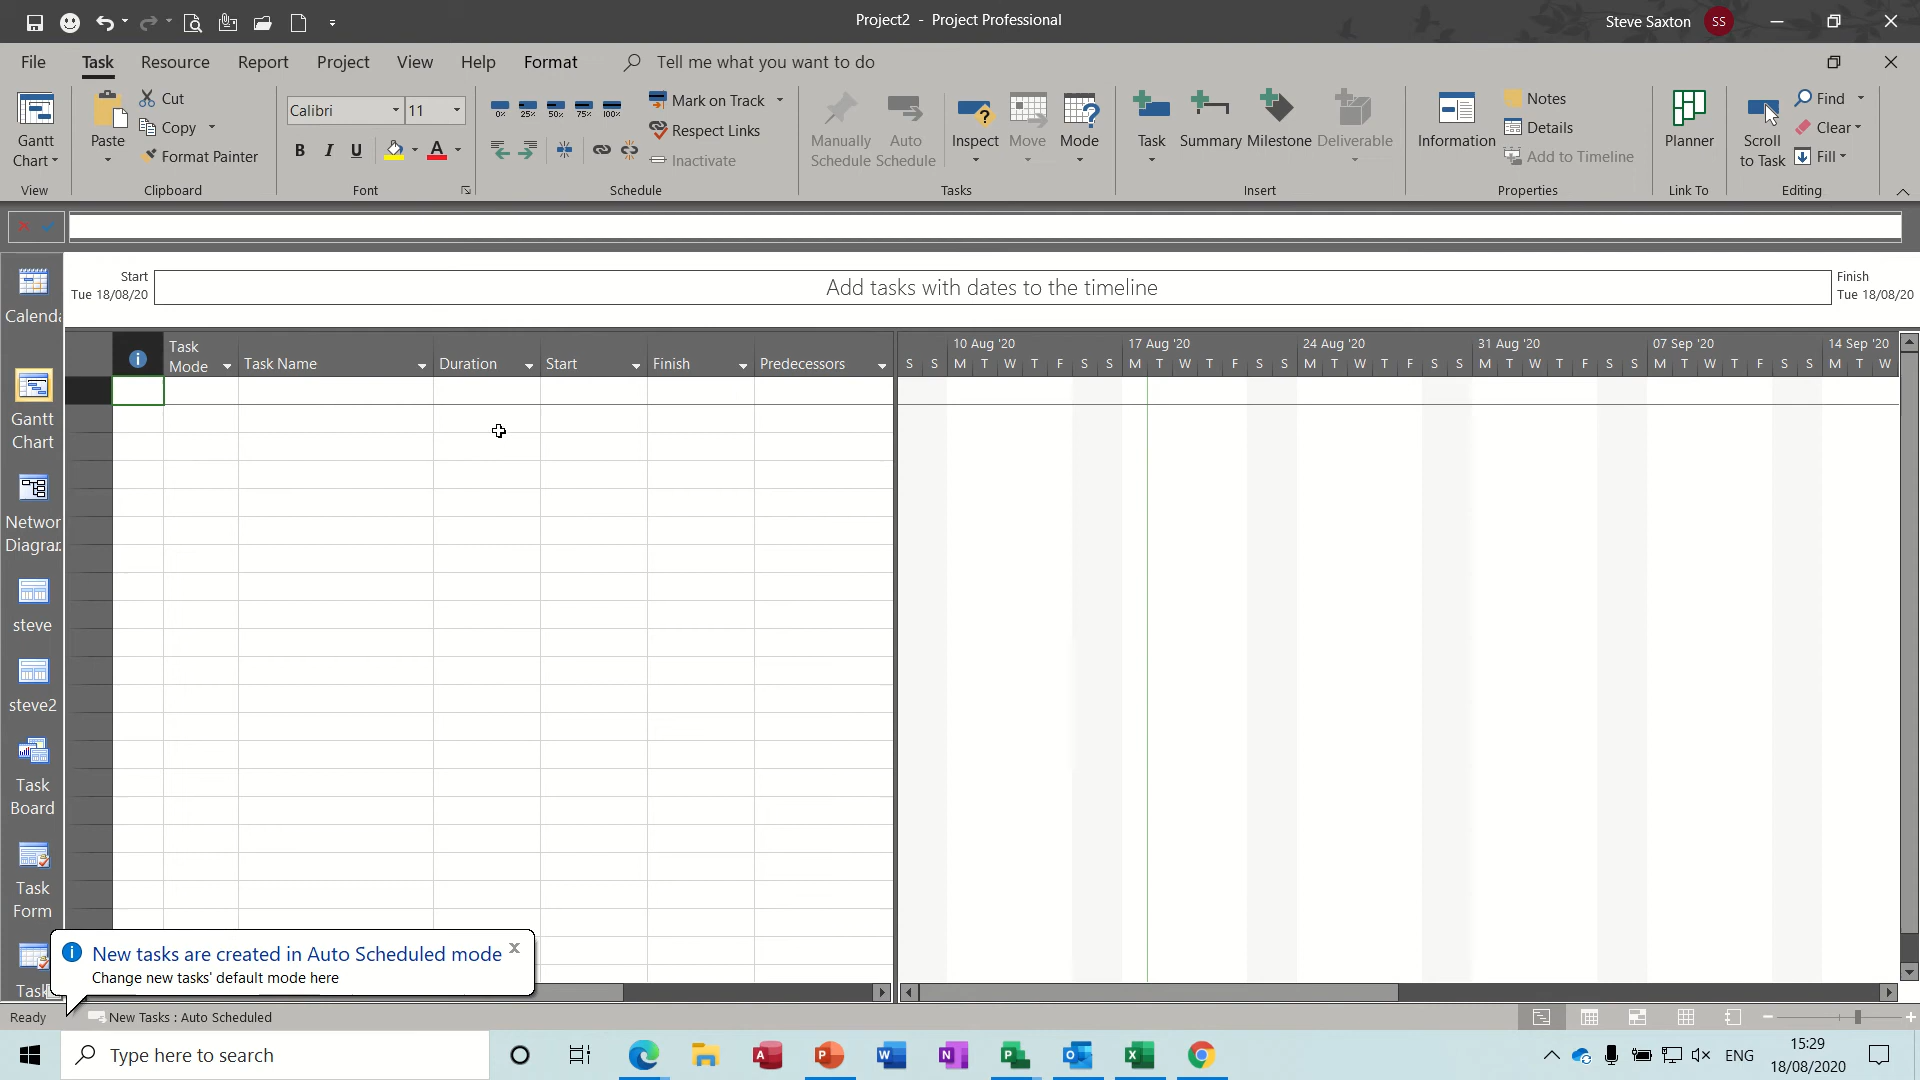 Project2 - Project Professional
Steve Saxton SS
File Task Resource Report Project View Help Format Tell me what you want to do
Gantt
Chart
View
Paste
Cut
Copy
Format Painter
Clipboard
Calibri 11
B I U A
Font
0% 25% 50% 75% 100%
Mark on Track
Respect Links
Inactivate
Schedule
Manually
Schedule
Auto
Schedule
Inspect
Move
Mode
Tasks
Task
Summary
Milestone
Deliverable
Insert
Information
Notes
Details
Add to Timeline
Properties
Planner
Link To
Scroll
to Task
Find
Clear
Fill
Editing
Start
Tue 18/08/20
Add tasks with dates to the timeline
Finish
Tue 18/08/20
Calenda
Gantt
Chart
Networ
Diagrar
steve
steve2
Task
Board
Task
Form
Task
Task
Mode
Task Name
Duration
Start
Finish
Predecessors
10 Aug '20 17 Aug '20 24 Aug '20 31 Aug '20 07 Sep '20 14 Sep '20
S S M T W T F S S M T W T F S S M T W T F S S M T W T F S S M T W T F S S M T W
New tasks are created in Auto Scheduled mode
Change new tasks' default mode here
Ready New Tasks : Auto Scheduled
Type here to search
ENG
15:29
18/08/2020